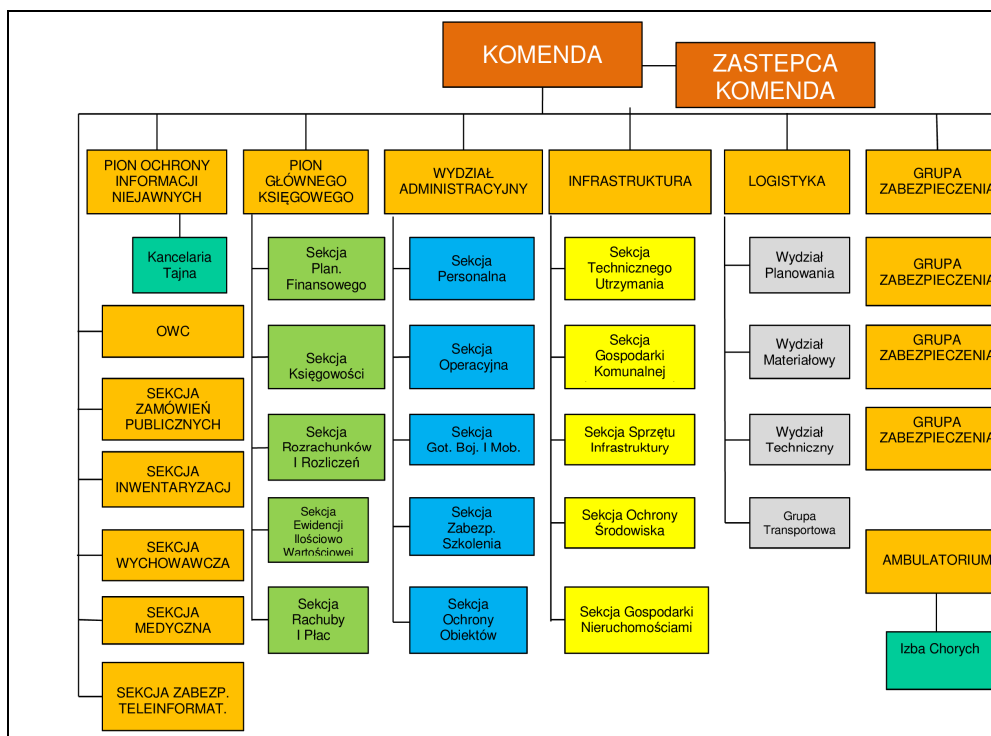 KOMENDA
ZASTEPCA
KOMENDA
PION OCHRONY
INFORMACJI
NIEJAWNYCH
PION
GŁÓWNEGO
KSIĘGOWEGO
WYDZIAŁ
ADMINISTRACYJNY
INFRASTRUKTURA
LOGISTYKA
GRUPA
ZABEZPIECZENIA
Kancelaria
Tajna
Sekcja
Plan.
Finansowego
Sekcja
Personalna
Sekcja
Technicznego
Utrzymania
Wydział
Planowania
GRUPA
ZABEZPIECZENIA
OWC
Sekcja
Księgowości
Sekcja
Operacyjna
Sekcja
Gospodarki
Komunalnej
Wydział
Materiałowy
GRUPA
ZABEZPIECZENIA
SEKCJA
ZAMÓWIEŃ
PUBLICZNYCH
Sekcja
Rozrachunków
I Rozliczeń
Sekcja
Got. Boj. I Mob.
Sekcja Sprzętu
Infrastruktury
Wydział
Techniczny
GRUPA
ZABEZPIECZENIA
SEKCJA
INWENTARYZACJ
Sekcja
Ewidencji
Ilościowo
Wartościowej
Sekcja
Zabezp.
Szkolenia
Sekcja Ochrony
Środowiska
Grupa
Transportowa
SEKCJA
WYCHOWAWCZA
AMBULATORIUM
SEKCJA
MEDYCZNA
Sekcja
Rachuby
I Płac
Sekcja
Ochrony
Obiektów
Sekcja Gospodarki
Nieruchomościami
Izba Chorych
SEKCJA ZABEZP.
TELEINFORMAT.